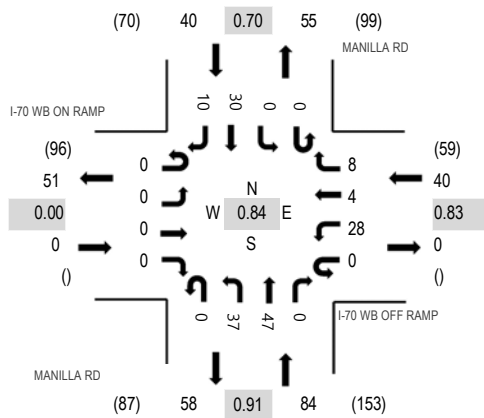 (70) 40 0.70 55 (99)
MANILLA RD
10 30 0 0
I-70 WB ON RAMP
(96) 0 8 (59)
51 0 N 4 40
0.00 W 0.84 E 0.83
0 0 S 28 0
() 0 0 ()
0 37 47 0
I-70 WB OFF RAMP
MANILLA RD
(87) 58 0.91 84 (153)